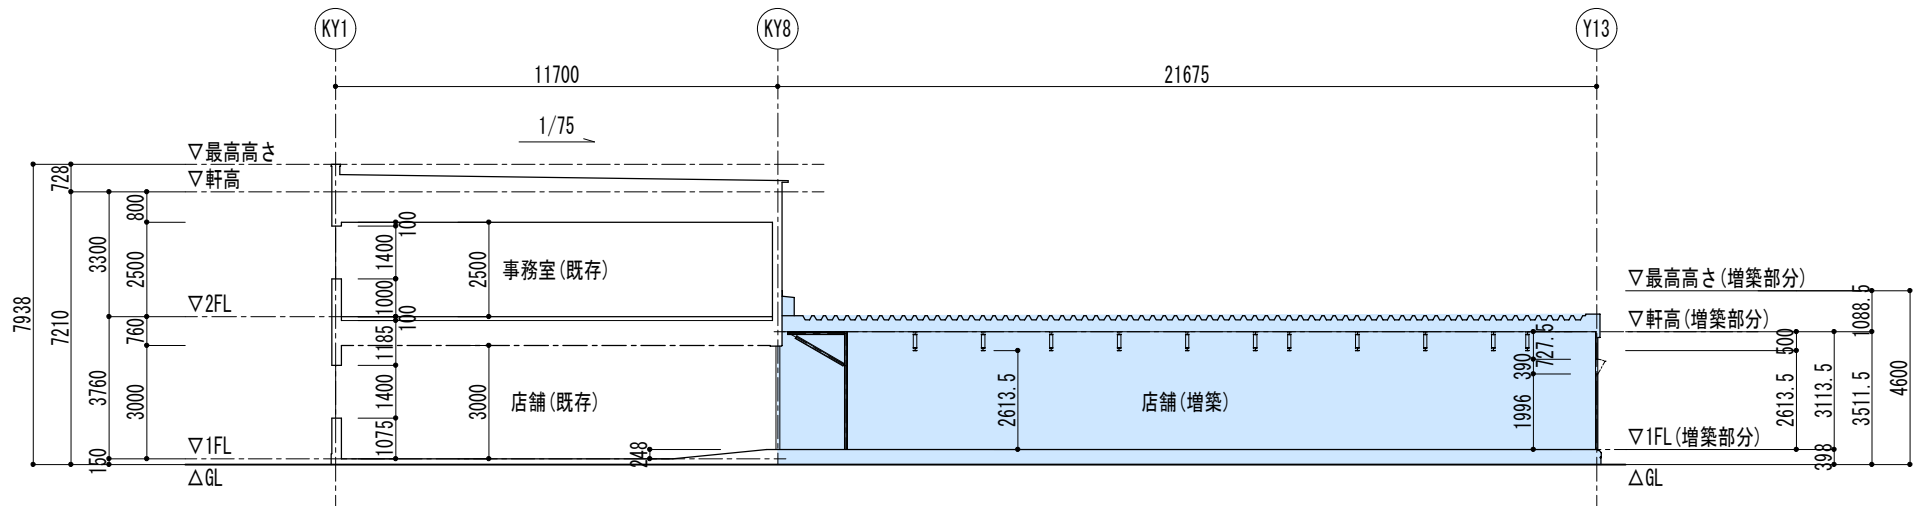 KY1
KY8
Y13
11700
21675
1/75
▽最高高さ
▽軒高
▽2FL
▽1FL
△GL
7938
728
7210
3300
3760
150
800
2500
760
3000
100
1400
1000
100
1185
1400
1075
2500
3000
248
事務室(既存)
店舗(既存)
店舗(増築)
2613.5
727.5
390
1996
▽最高高さ(増築部分)
▽軒高(増築部分)
▽1FL(増築部分)
△GL
500
2613.5
3113.5
398
1088.5
3511.5
4600